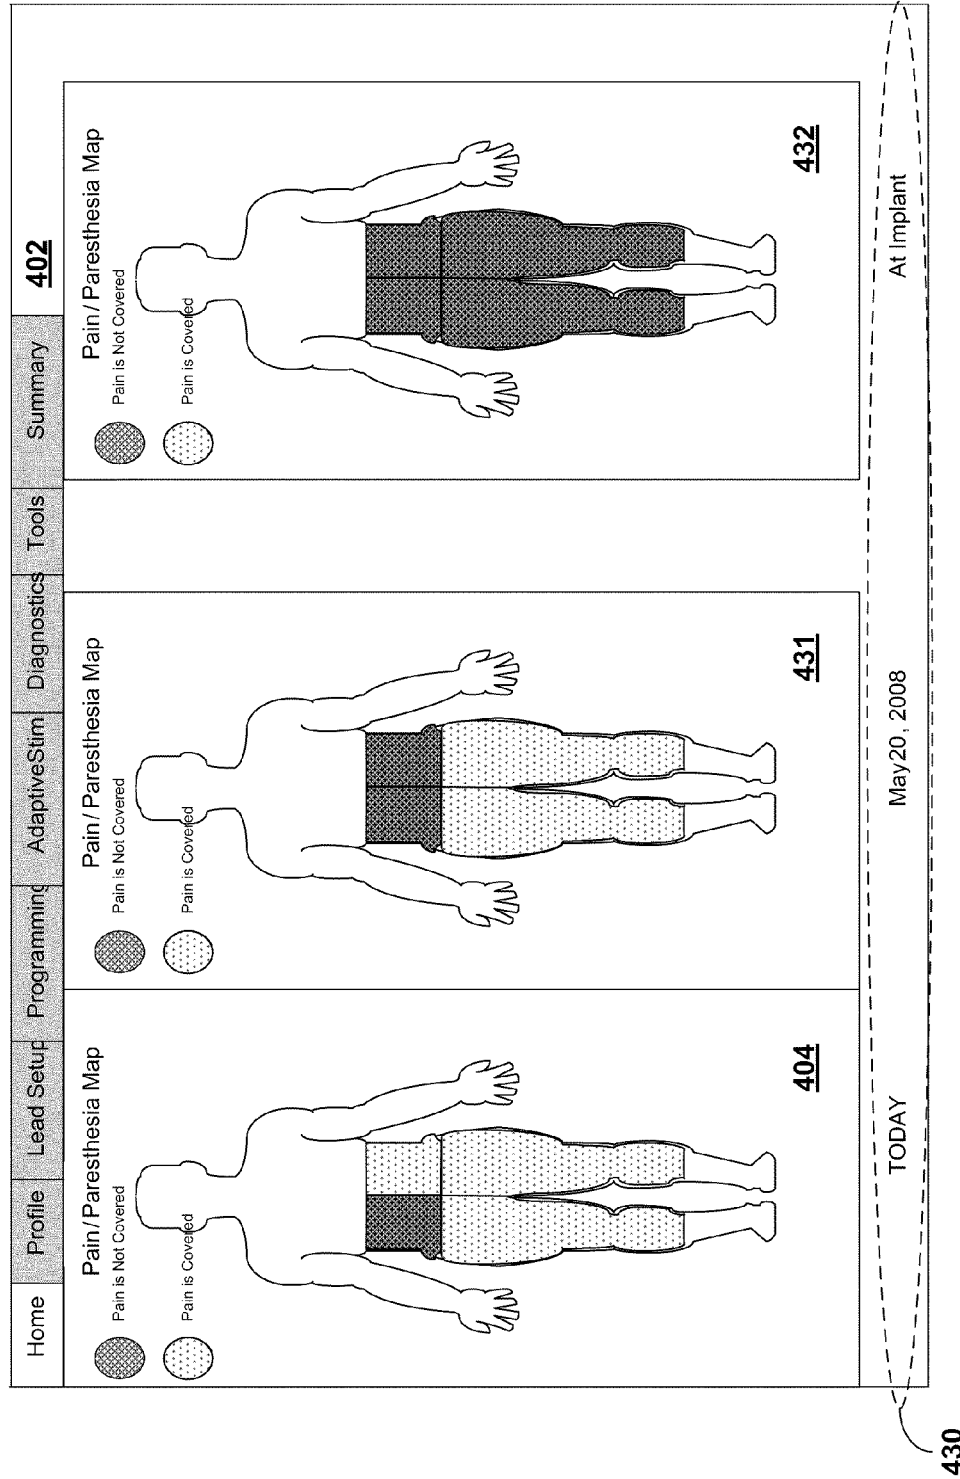 Home Profile Lead Setup Programming AdaptiveStim Diagnostics Tools Summary
402
Pain / Paresthesia Map
Pain is Not Covered
Pain is Covered
404
Pain / Paresthesia Map
Pain is Not Covered
Pain is Covered
431
Pain / Paresthesia Map
Pain is Not Covered
Pain is Covered
432
TODAY
May20, 2008
At Implant
430